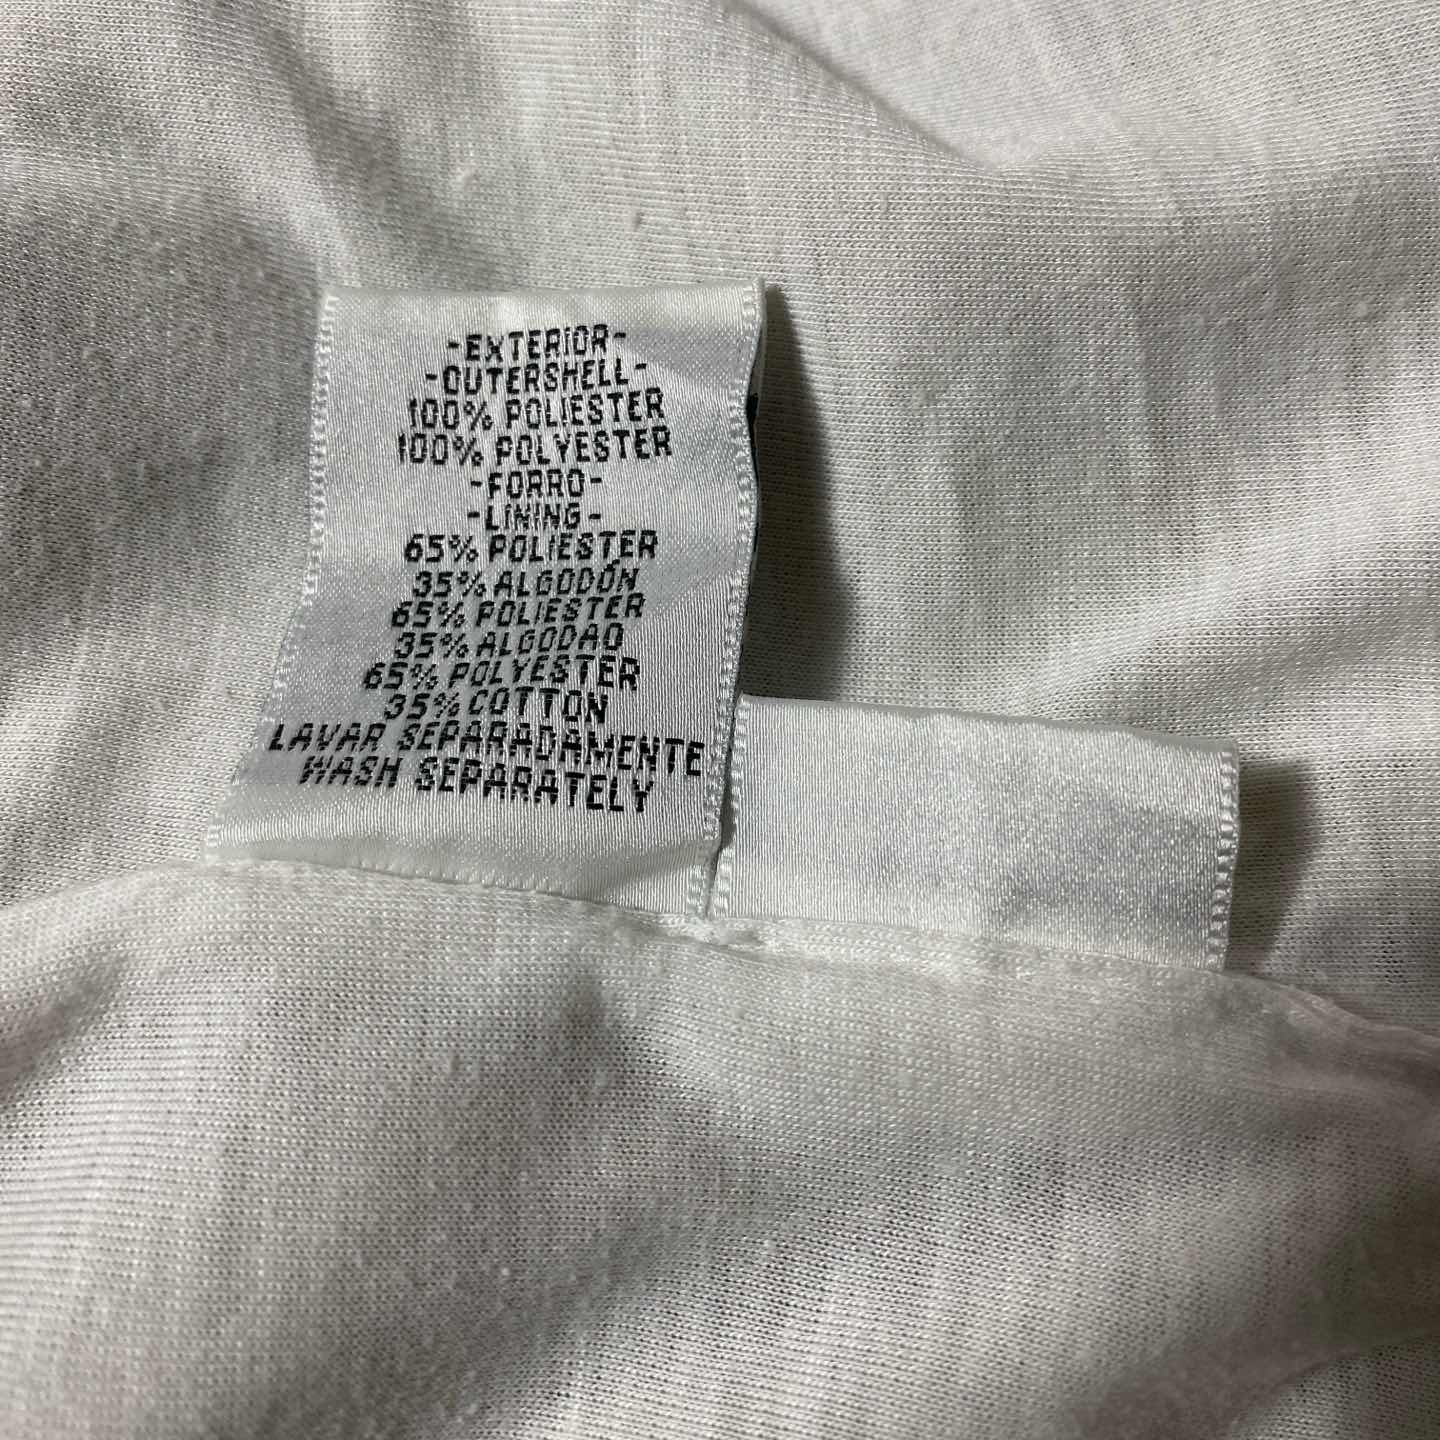 -EXTERIOR-
-OUTERSHELL-
100% POLIESTER
100% POLYESTER
-FORRO-
-LINING-
65% POLIESTER
35% ALGODÓN
65% POLIESTER
35% ALGODAO
65% POLYESTER
35% COTTON
LAVAR SEPARADAMENTE
WASH SEPARATELY